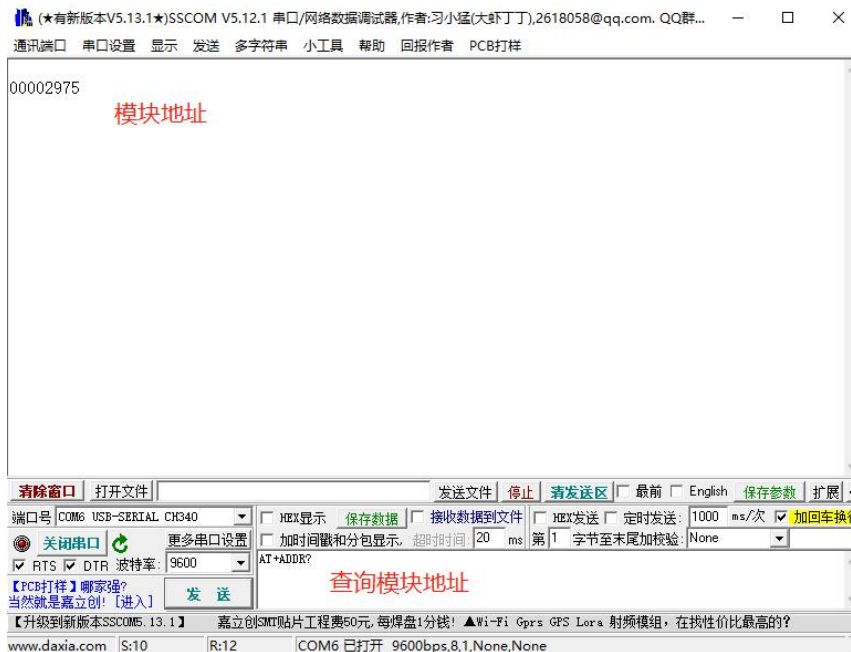 (★有新版本V5.13.1★)SSCOM V5.12.1 串口/网络数据调试器,作者:习小猛(大虾丁丁),2618058@qq.com. QQ群...
通讯端口 串口设置 显示 发送 多字符串 小工具 帮助 回报作者 PCB打样
00002975
模块地址
清除窗口 打开文件 发送文件 停止 清发送区 最前 English 保存参数 扩展
端口号 COM6 USB-SERIAL CH340 HEX显示 保存数据 接收数据到文件 HEX发送 定时发送: 1000 ms/次 加回车换行
关闭串口 更多串口设置 加时间戳和分包显示, 超时时间: 20 ms 第 1 字节至末尾加校验: None
RTS DTR 波特率: 9600 AT+ADDR?
查询模块地址
【PCB打样】哪家强?
当然就是嘉立创! [进入] 发 送
【升级到新版本SSCOM5.13.1】 嘉立创SMT贴片工程费50元,每焊盘1分钱! ▲Wi-Fi Gprs GPS Lora 射频模组,在找性价比最高的?
www.daxia.com S:10 R:12 COM6 已打开 9600bps,8,1,None,None